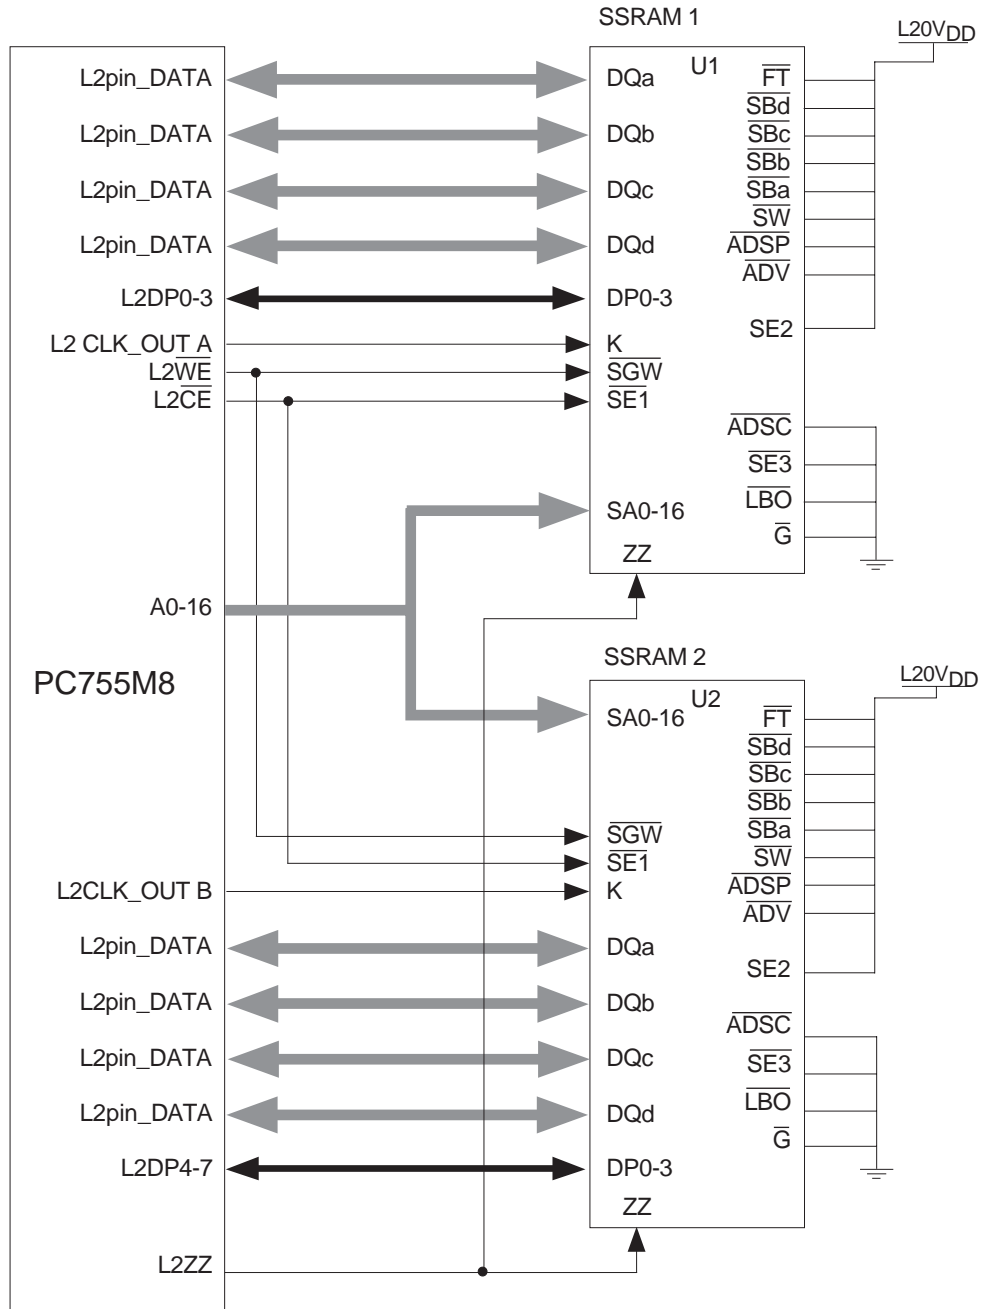 SSRAM 1
L20VDD
U1
L2pin_DATA DQa FT
SBd
L2pin_DATA DQb SBc
SBb
L2pin_DATA DQc SBa
SW
L2pin_DATA DQd ADSP
ADV
L2DP0-3 DP0-3
SE2
L2 CLK_OUT A K
L2WE SGW
L2CE SE1
ADSC
SE3
LBO
SA0-16
G
ZZ
A0-16
SSRAM 2
PC755M8
L20VDD
U2
SA0-16 FT
SBd
SBc
SBb
SGW SBa
SE1 SW
L2CLK_OUT B K ADSP
ADV
L2pin_DATA DQa
SE2
L2pin_DATA DQb
ADSC
L2pin_DATA DQc SE3
LBO
L2pin_DATA DQd
G
L2DP4-7 DP0-3
ZZ
L2ZZ